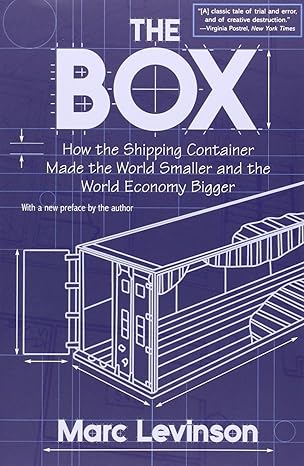 THE
BOX
"[A] classic tale of trial and error,
and of creative destruction."
—Virginia Postrel, New York Times
How the Shipping Container
Made the World Smaller and the
World Economy Bigger
With a new preface by the author
Marc Levinson